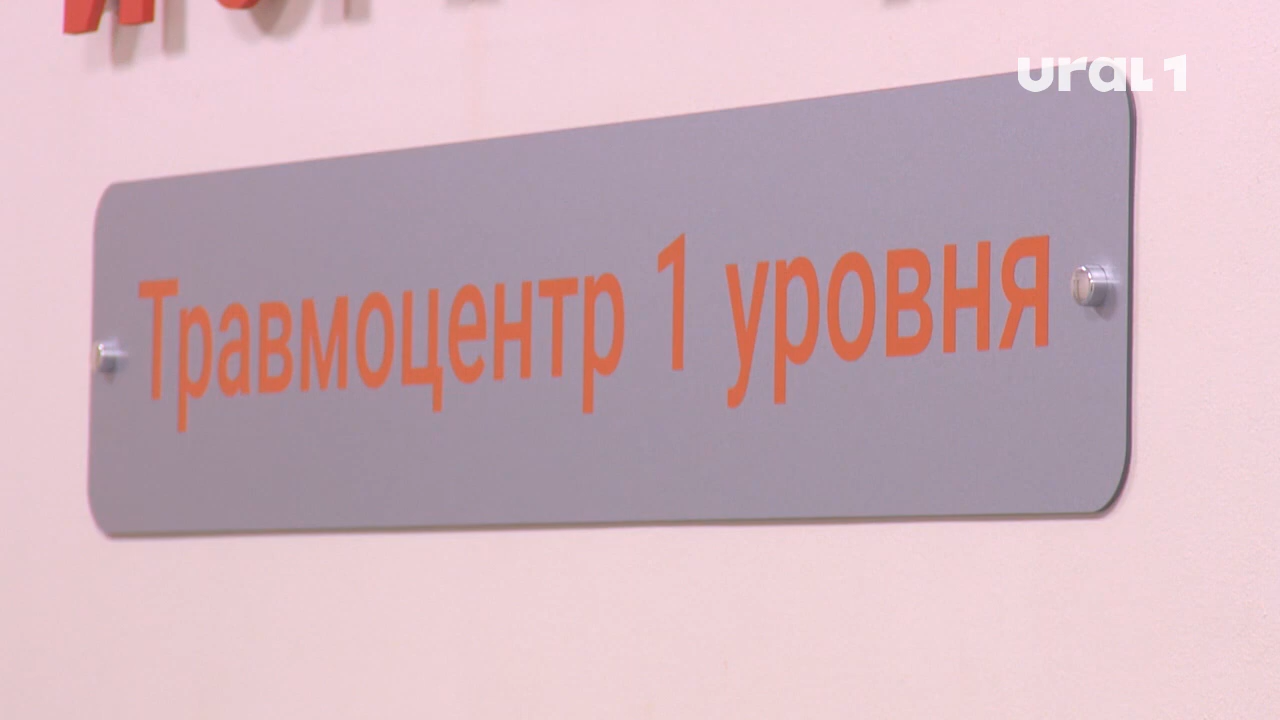 ural 1
Травмоцентр 1 уровня